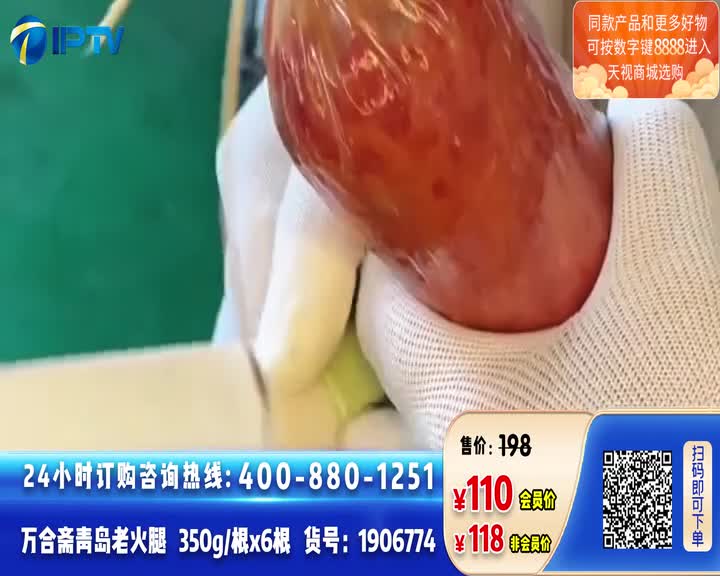 IPTV
同款产品和更多好物
可按数字键8888进入
天视商城选购
24小时订购咨询热线:400-880-1251
万合斋青岛老火腿 350g/根x6根 货号: 1906774
售价: 198
¥110 会员价
¥118 非会员价
扫码即可下单